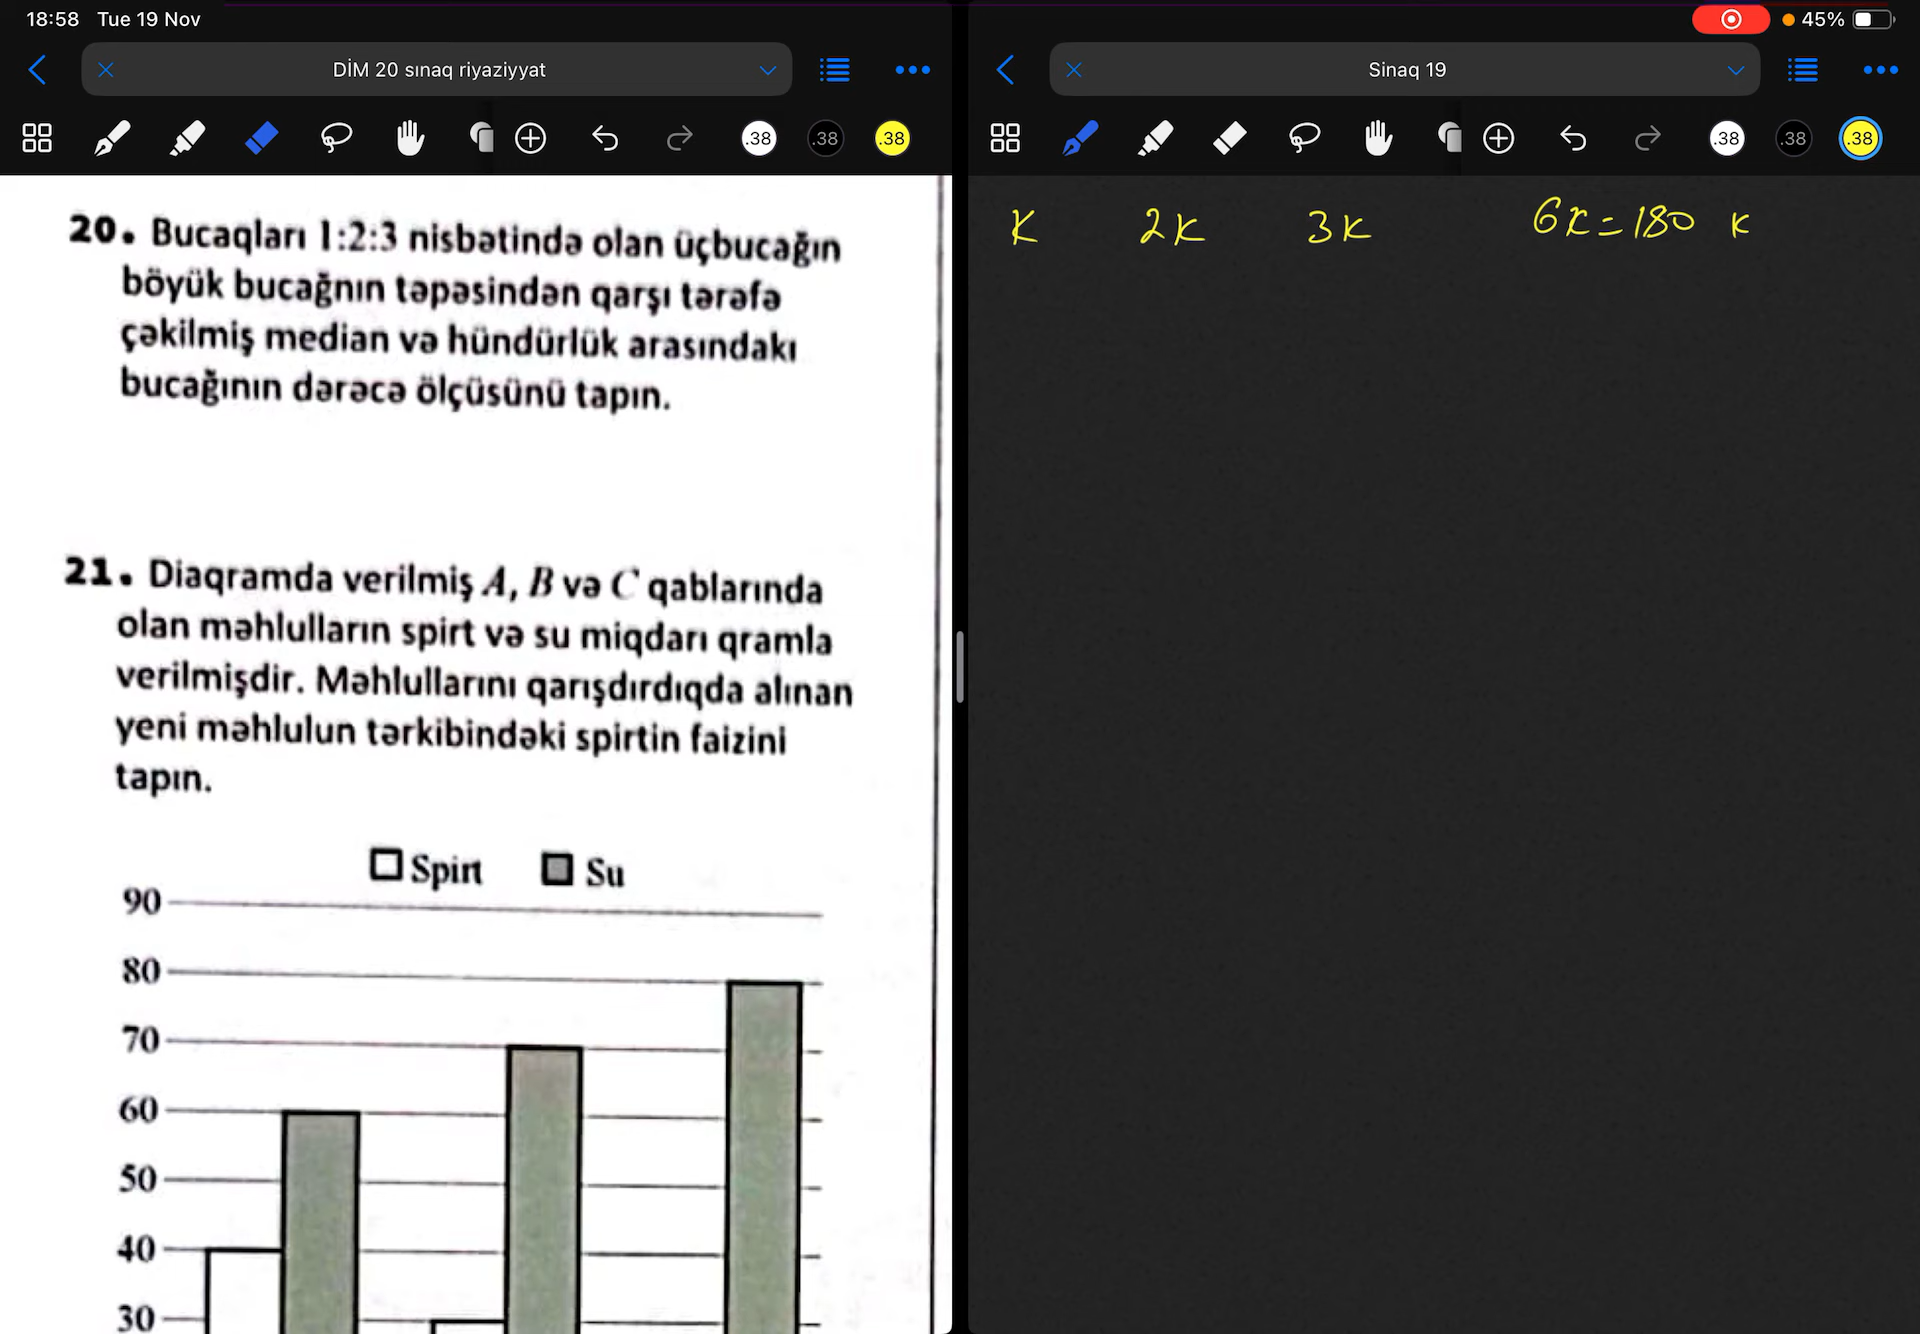 18:58 Tue 19 Nov
45%
DİM 20 sınaq riyaziyyat
Sinaq 19
.38 .38 .38
.38 .38 .38
20. Bucaqları 1:2:3 nisbətində olan üçbucağın
böyük bucağnın təpəsindən qarşı tərəfə
çəkilmiş median və hündürlük arasındakı
bucağının dərəcə ölçüsünü tapın.
21. Diaqramda verilmiş A, B və C qablarında
olan məhlulların spirt və su miqdarı qramla
verilmişdir. Məhlullarını qarışdırdıqda alınan
yeni məhlulun tərkibindəki spirtin faizini
tapın.
Spirt Su
90
80
70
60
50
40
30
K 2K 3K 6K=180 K